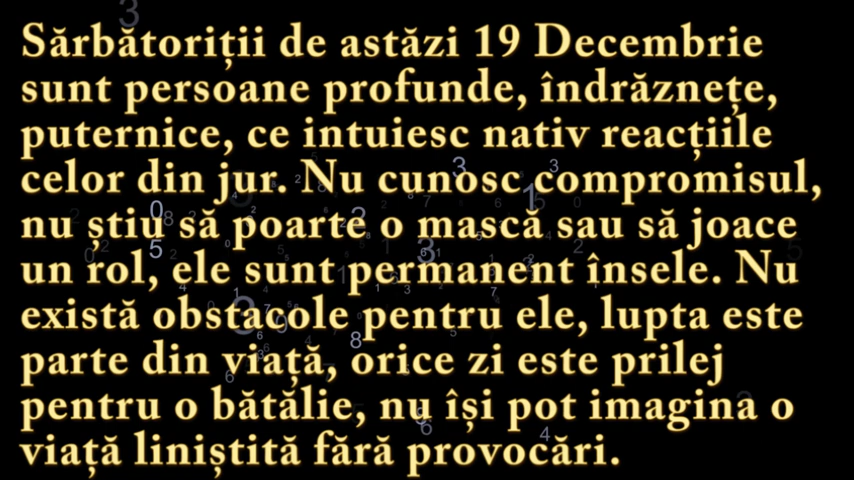 Sărbătoriții de astăzi 19 Decembrie
sunt persoane profunde, îndrăznețe,
puternice, ce intuiesc nativ reacțiile
celor din jur. Nu cunosc compromisul,
nu știu să poarte o mască sau să joace
un rol, ele sunt permanent însele. Nu
există obstacole pentru ele, lupta este
parte din viață, orice zi este prilej
pentru o bătălie, nu își pot imagina o
viață liniștită fără provocări.